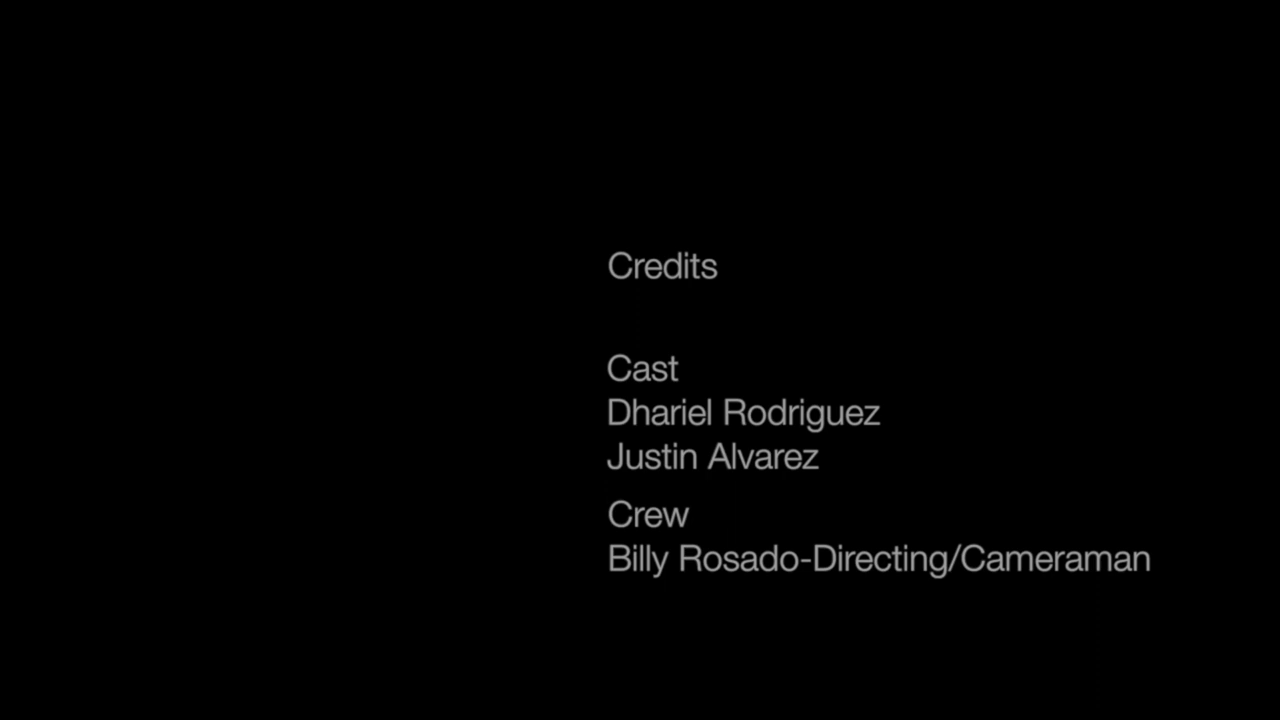 Credits
Cast
Dhariel Rodriguez
Justin Alvarez
Crew
Billy Rosado-Directing/Cameraman